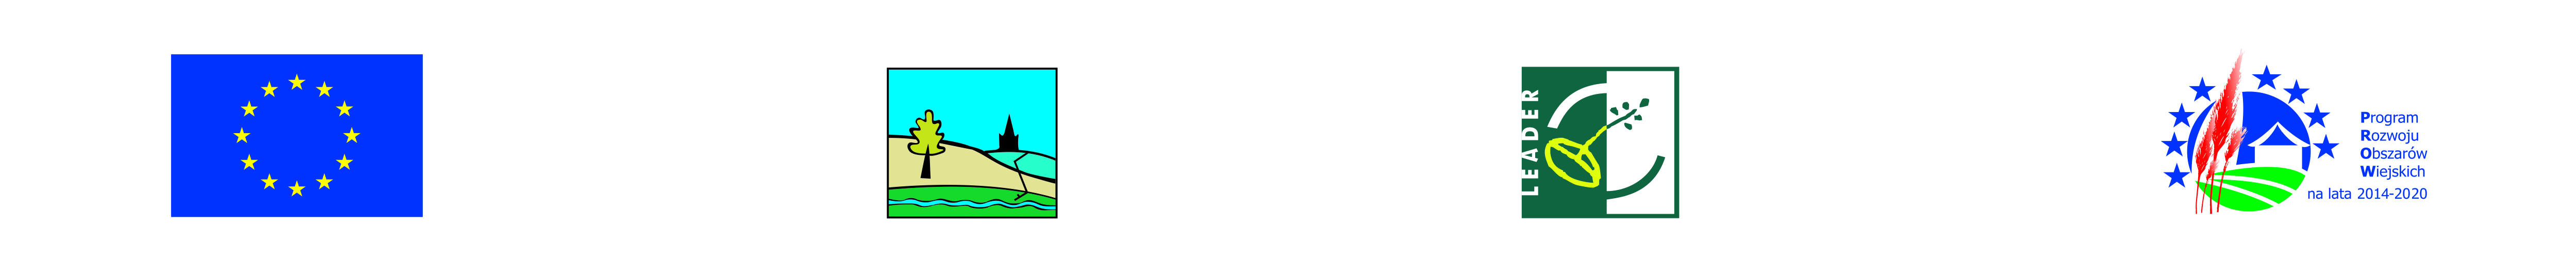 LEADER
Program
Rozwoju
Obszarów
Wiejskich
na lata 2014-2020